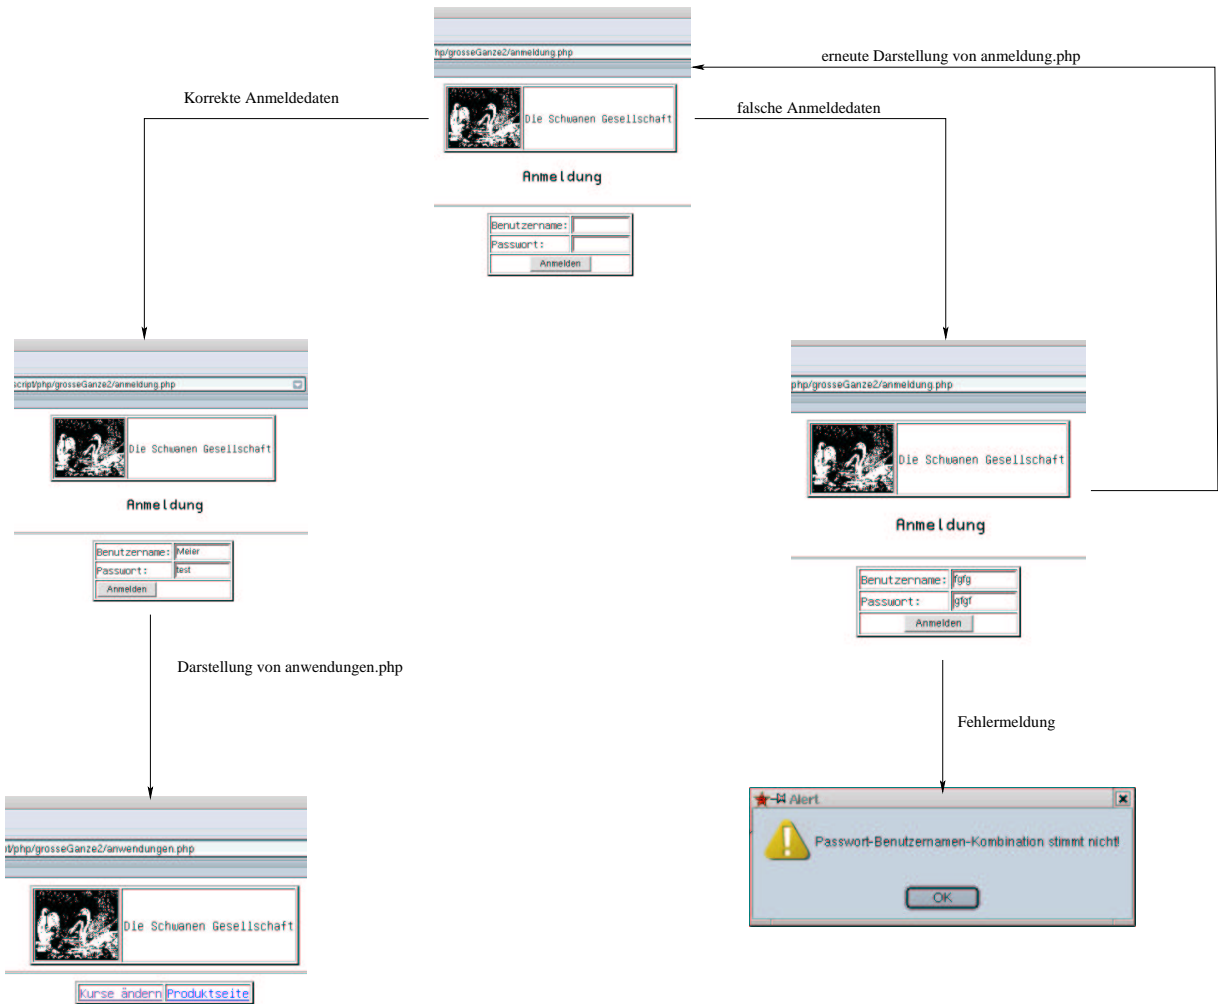 hp/grosseGanze2/anmeldung.php
erneute Darstellung von anmeldung.php
Korrekte Anmeldedaten
falsche Anmeldedaten
Die Schwanen Gesellschaft
Anmeldung
Benutzername:
Passwort:
Anmelden
script/php/grosseGanze2/anmeldung.php
Die Schwanen Gesellschaft
Anmeldung
Benutzername: Meier
Passwort: test
Anmelden
php/grosseGanze2/anmeldung.php
Die Schwanen Gesellschaft
Anmeldung
Benutzername: fgfg
Passwort: gfgf
Anmelden
Darstellung von anwendungen.php
Fehlermeldung
Alert
Passwort-Benutzernamen-Kombination stimmt nicht!
OK
t/php/grosseGanze2/anwendungen.php
Die Schwanen Gesellschaft
Kurse ändern Produktseite